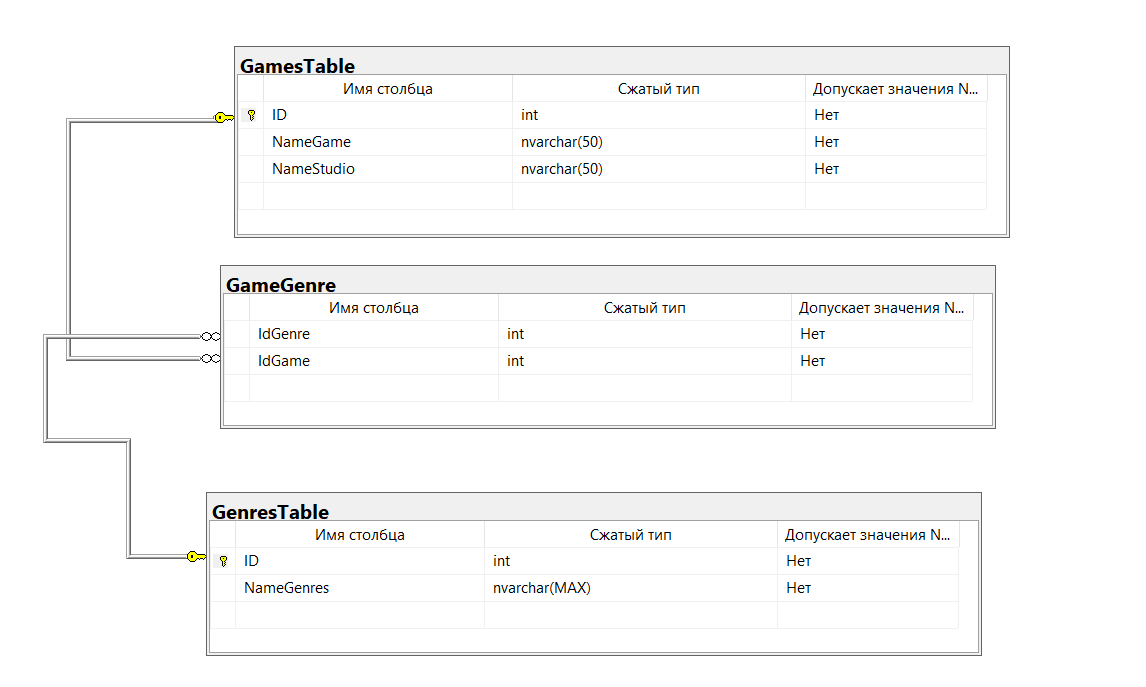 GamesTable
Имя столбца Сжатый тип Допускает значения N...
ID int Нет
NameGame nvarchar(50) Нет
NameStudio nvarchar(50) Нет
GameGenre
Имя столбца Сжатый тип Допускает значения N...
IdGenre int Нет
IdGame int Нет
GenresTable
Имя столбца Сжатый тип Допускает значения N...
ID int Нет
NameGenres nvarchar(MAX) Нет